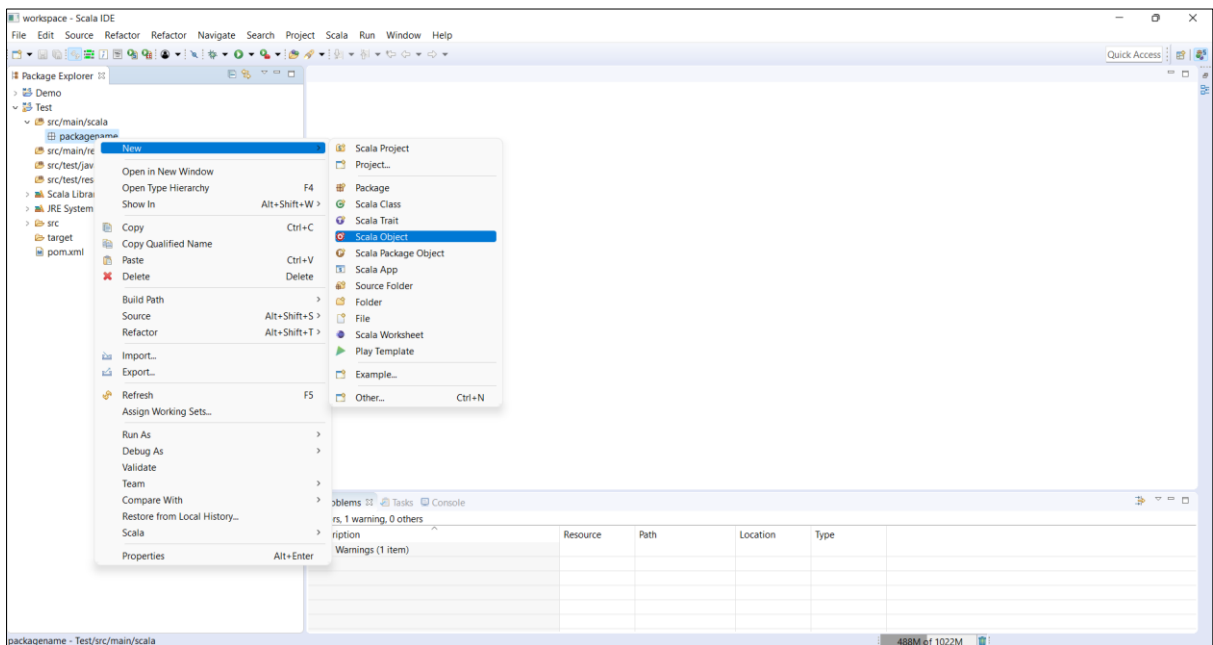 workspace - Scala IDE
File Edit Source Refactor Refactor Navigate Search Project Scala Run Window Help
Quick Access
Package Explorer
Demo
Test
src/main/scala
packagename
src/main/re
src/test/jav
src/test/res
Scala Librar
JRE System
src
target
pom.xml
New
Open in New Window
Open Type Hierarchy F4
Show In Alt+Shift+W >
Copy Ctrl+C
Copy Qualified Name
Paste Ctrl+V
Delete Delete
Build Path >
Source Alt+Shift+S >
Refactor Alt+Shift+T >
Import...
Export...
Refresh F5
Assign Working Sets...
Run As >
Debug As >
Validate
Team >
Compare With >
Restore from Local History...
Scala >
Properties Alt+Enter
Scala Project
Project...
Package
Scala Class
Scala Trait
Scala Object
Scala Package Object
Scala App
Source Folder
Folder
File
Scala Worksheet
Play Template
Example...
Other... Ctrl+N
oblems Tasks Console
rs, 1 warning, 0 others
ription Resource Path Location Type
Warnings (1 item)
packagename - Test/src/main/scala
488M of 1022M